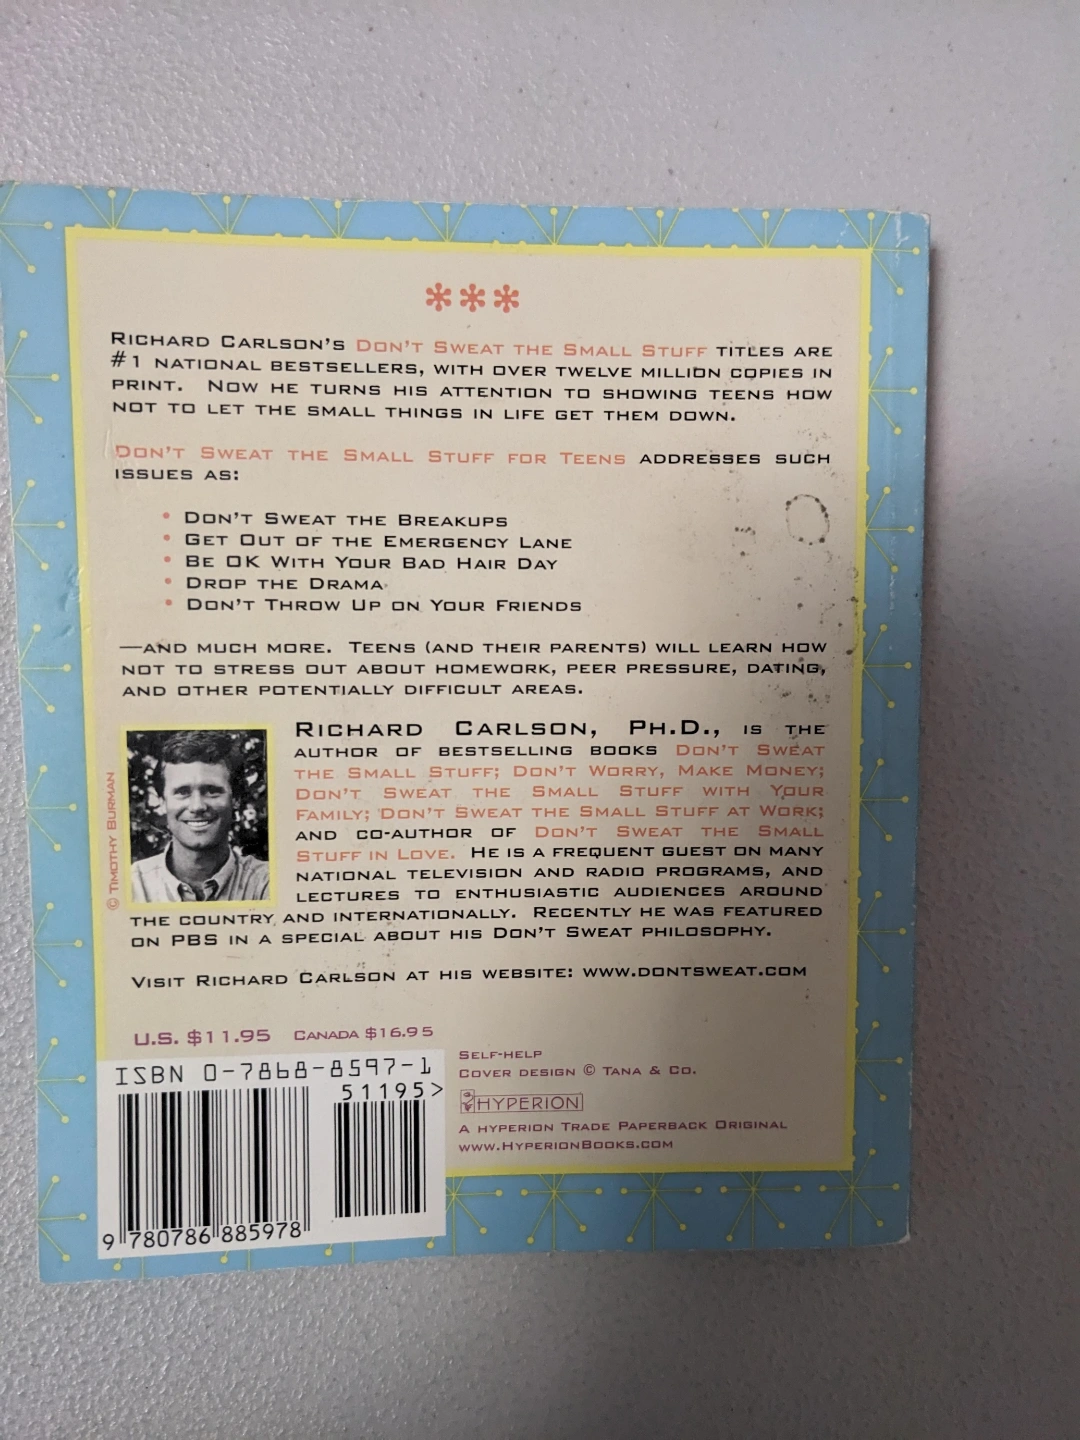 ***
RICHARD CARLSON'S DON'T SWEAT THE SMALL STUFF TITLES ARE
#1 NATIONAL BESTSELLERS, WITH OVER TWELVE MILLION COPIES IN
PRINT. NOW HE TURNS HIS ATTENTION TO SHOWING TEENS HOW
NOT TO LET THE SMALL THINGS IN LIFE GET THEM DOWN.
DON'T SWEAT THE SMALL STUFF FOR TEENS ADDRESSES SUCH
ISSUES AS:
• DON'T SWEAT THE BREAKUPS
• GET OUT OF THE EMERGENCY LANE
• BE OK WITH YOUR BAD HAIR DAY
• DROP THE DRAMA
• DON'T THROW UP ON YOUR FRIENDS
—AND MUCH MORE. TEENS (AND THEIR PARENTS) WILL LEARN HOW
NOT TO STRESS OUT ABOUT HOMEWORK, PEER PRESSURE, DATING,
AND OTHER POTENTIALLY DIFFICULT AREAS.
RICHARD CARLSON, PH.D., IS THE
AUTHOR OF BESTSELLING BOOKS DON'T SWEAT
THE SMALL STUFF; DON'T WORRY, MAKE MONEY;
DON'T SWEAT THE SMALL STUFF WITH YOUR
FAMILY; DON'T SWEAT THE SMALL STUFF AT WORK;
AND CO-AUTHOR OF DON'T SWEAT THE SMALL
STUFF IN LOVE. HE IS A FREQUENT GUEST ON MANY
NATIONAL TELEVISION AND RADIO PROGRAMS, AND
LECTURES TO ENTHUSIASTIC AUDIENCES AROUND
THE COUNTRY AND INTERNATIONALLY. RECENTLY HE WAS FEATURED
ON PBS IN A SPECIAL ABOUT HIS DON'T SWEAT PHILOSOPHY.
© TIMOTHY BURMAN
VISIT RICHARD CARLSON AT HIS WEBSITE: WWW.DONTSWEAT.COM
U.S. $11.95 CANADA $16.95
ISBN 0-7868-8597-1
51195>
9 780786 885978
SELF-HELP
COVER DESIGN © TANA & CO.
HYPERION
A HYPERION TRADE PAPERBACK ORIGINAL
WWW.HYPERIONBOOKS.COM